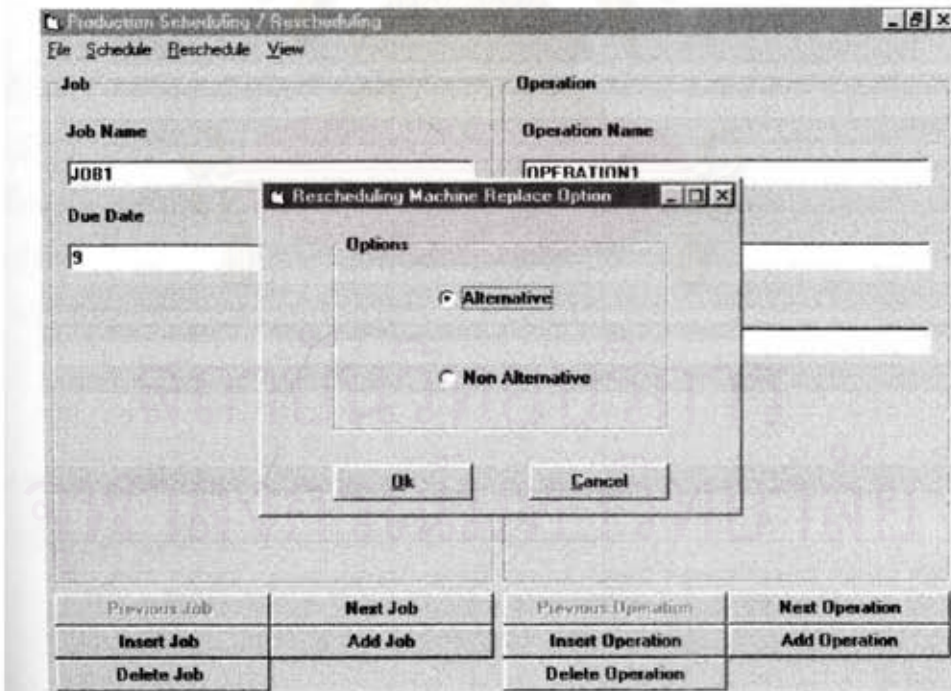 Production Scheduling / Rescheduling
File Schedule Reschedule View
Job
Operation
Job Name
Operation Name
JOB1
OPERATION1
Due Date
9
Rescheduling Machine Replace Option
Options
Alternative
Non Alternative
Ok
Cancel
Previous Job
Next Job
Previous Operation
Next Operation
Insert Job
Add Job
Insert Operation
Add Operation
Delete Job
Delete Operation